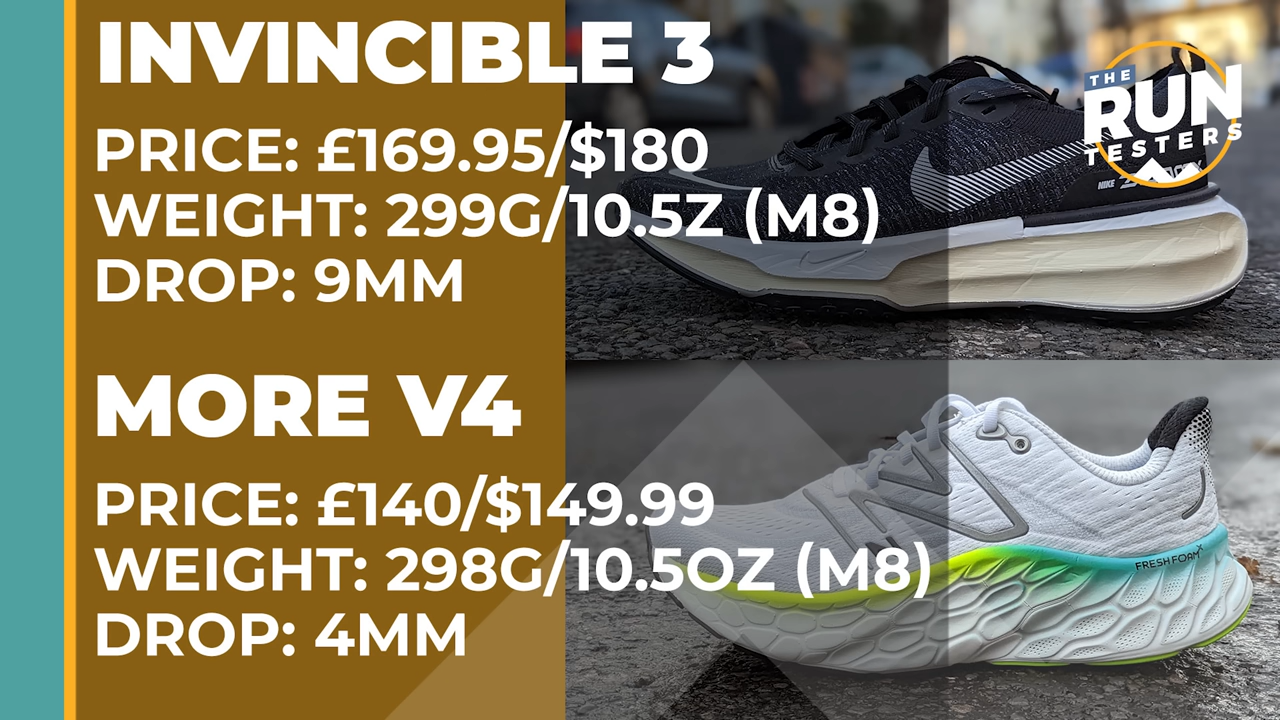 INVINCIBLE 3
PRICE: £169.95/$180
WEIGHT: 299G/10.5Z (M8)
DROP: 9MM
THE
RUN
TESTERS
NIKE
MORE V4
PRICE: £140/$149.99
WEIGHT: 298G/10.5OZ (M8)
DROP: 4MM
FRESH FOAM X